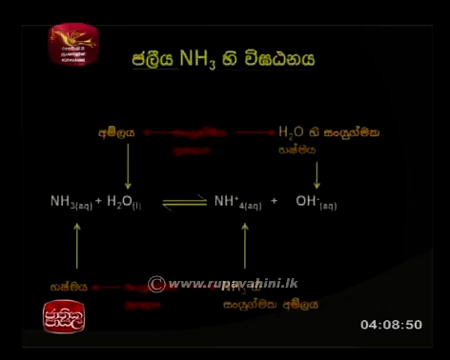 ජලීය NH₃ හි විඝටනය
අම්ලය H₂O හි සංයුග්මක
භෂ්මය
NH₃(aq) + H₂O(l) ⇌ NH⁺₄(aq) + OH⁻(aq)
භෂ්මය
© www.rupavahini.lk
සංයුග්මක අම්ලය
ජාතික
පාසල
04:08:50